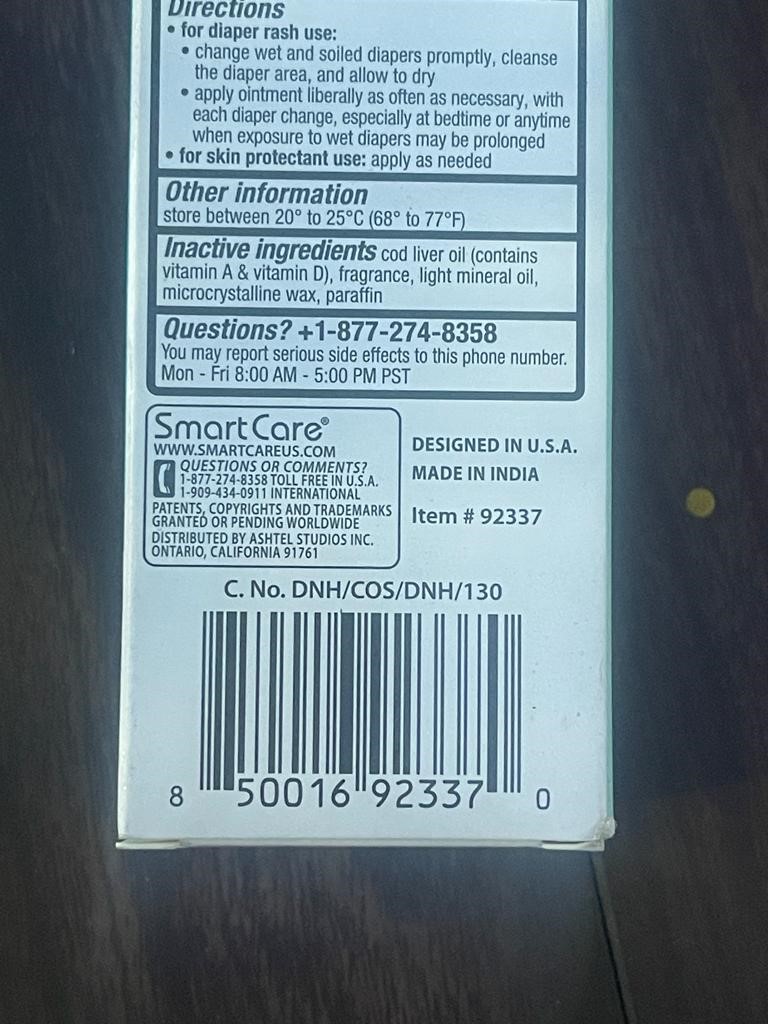 Directions
• for diaper rash use:
• change wet and soiled diapers promptly, cleanse
the diaper area, and allow to dry
• apply ointment liberally as often as necessary, with
each diaper change, especially at bedtime or anytime
when exposure to wet diapers may be prolonged
• for skin protectant use: apply as needed
Other information
store between 20° to 25°C (68° to 77°F)
Inactive ingredients cod liver oil (contains
vitamin A & vitamin D), fragrance, light mineral oil,
microcrystalline wax, paraffin
Questions? +1-877-274-8358
You may report serious side effects to this phone number.
Mon - Fri 8:00 AM - 5:00 PM PST
SmartCare®
WWW.SMARTCAREUS.COM
QUESTIONS OR COMMENTS?
1-877-274-8358 TOLL FREE IN U.S.A.
1-909-434-0911 INTERNATIONAL
PATENTS, COPYRIGHTS AND TRADEMARKS
GRANTED OR PENDING WORLDWIDE
DISTRIBUTED BY ASHTEL STUDIOS INC.
ONTARIO, CALIFORNIA 91761
DESIGNED IN U.S.A.
MADE IN INDIA
Item # 92337
C. No. DNH/COS/DNH/130
8 50016 92337 0